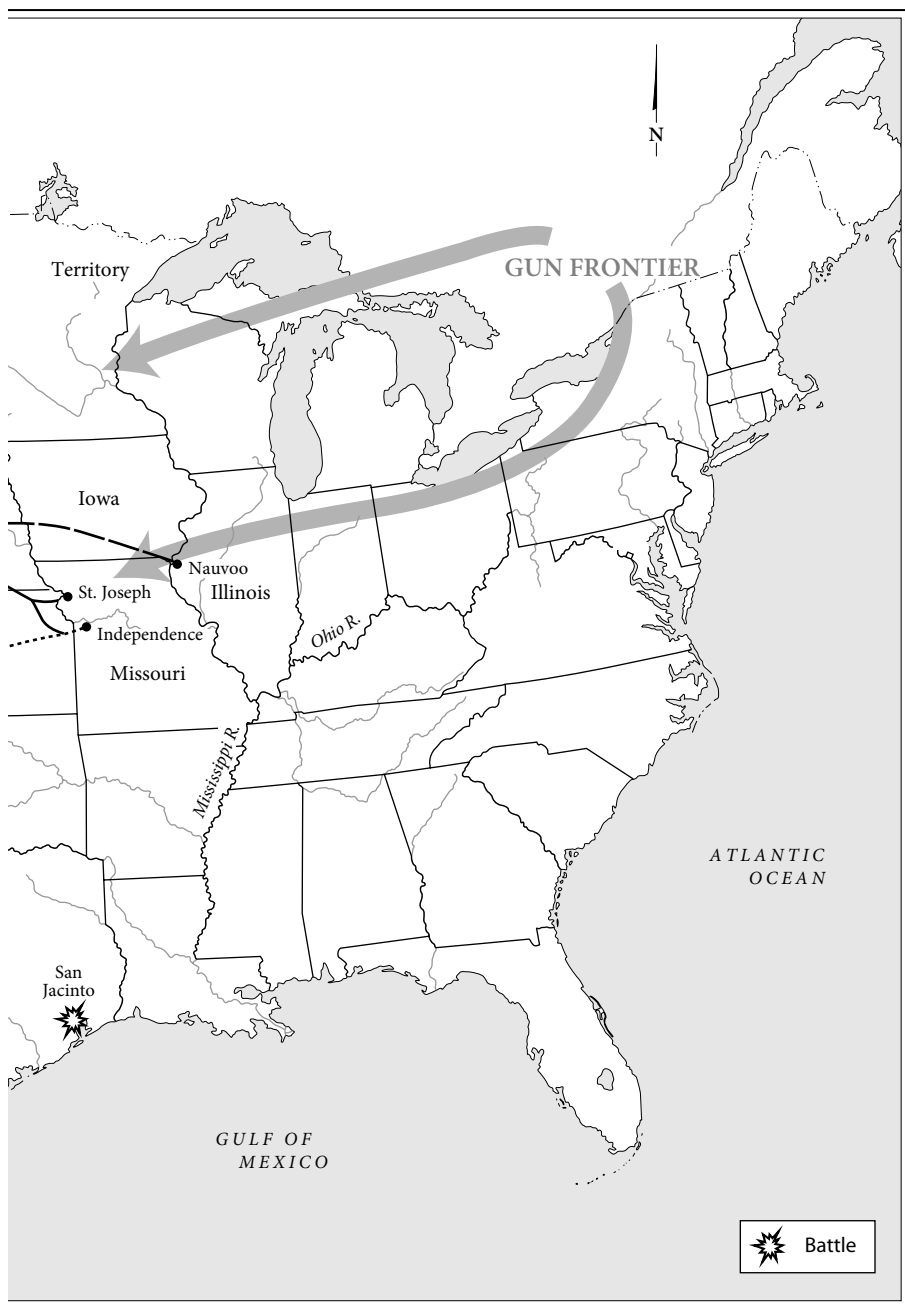 N
Territory
GUN FRONTIER
Iowa
Nauvoo
St. Joseph
Illinois
Independence
Ohio R.
Missouri
Mississippi R.
ATLANTIC
OCEAN
San
Jacinto
GULF OF
MEXICO
Battle